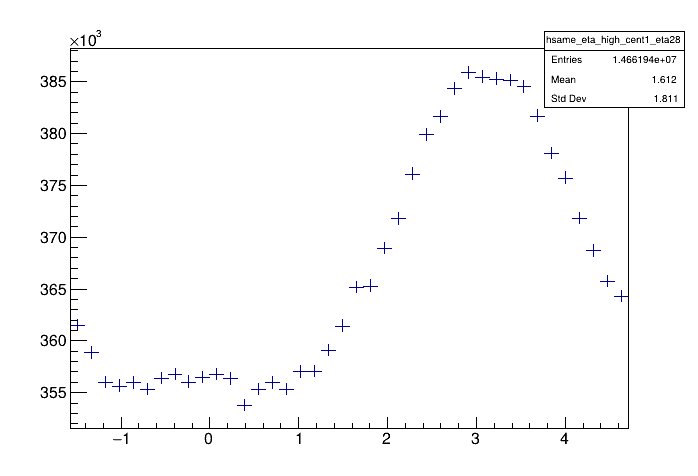 ×10³
hsame_eta_high_cent1_eta28
Entries 1.466194e+07
Mean 1.612
Std Dev 1.811
385
380
375
370
365
360
355
−1 0 1 2 3 4